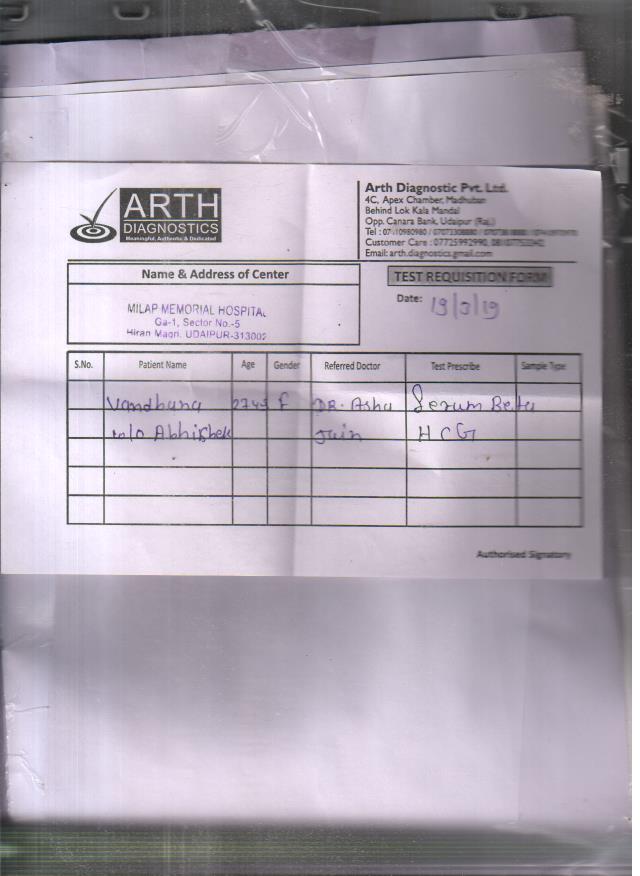 ARTH
DIAGNOSTICS
Meaningful, Authentic & Dedicated
Arth Diagnostic Pvt. Ltd.
4C, Apex Chamber, Madhuban
Behind Lok Kala Mandal
Opp. Canara Bank, Udaipur (Raj.)
Tel :
Customer Care : 07725992990,
Email: arth.diagnostics.gmail.com
Name & Address of Center
TEST REQUISITION FORM
MILAP MEMORIAL HOSPITAL
Ga-1, Sector No.-5
Hiran Magri, UDAIPUR-313002
Date: 19/3/19
S.No. Patient Name Age Gender Referred Doctor Test Prescribe Sample Type
Vandhana F DR. Asha Serum Beta
Abhishek Jain HCG
Authorised Signatory